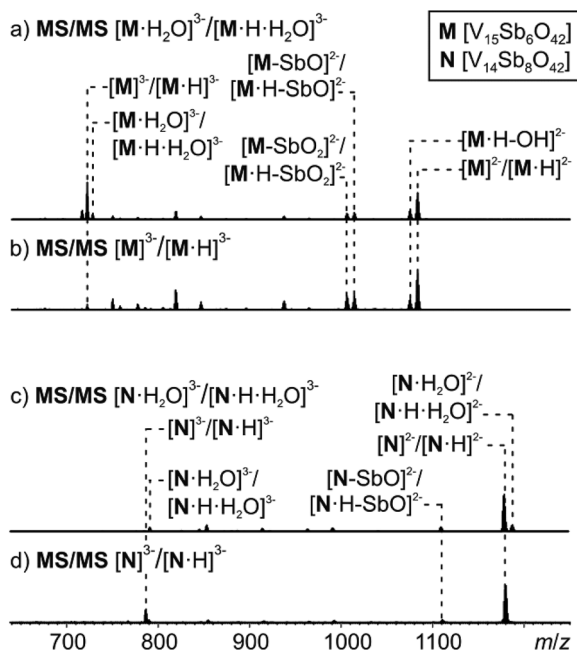 a) MS/MS [M·H₂O]³⁻/[M·H·H₂O]³⁻
M [V₁₅Sb₆O₄₂]
N [V₁₄Sb₈O₄₂]
[M]³⁻/[M·H]³⁻
[M·H₂O]³⁻/
[M·H·H₂O]³⁻
[M-SbO]²⁻/
[M·H-SbO]²⁻
[M-SbO₂]²⁻/
[M·H-SbO₂]²⁻
[M·H-OH]²⁻
[M]²⁻/[M·H]²⁻
b) MS/MS [M]³⁻/[M·H]³⁻
c) MS/MS [N·H₂O]³⁻/[N·H·H₂O]³⁻
[N]³⁻/[N·H]³⁻
[N·H₂O]³⁻/
[N·H·H₂O]³⁻
[N·H₂O]²⁻/
[N·H·H₂O]²⁻
[N]²⁻/[N·H]²⁻
[N-SbO]²⁻/
[N·H-SbO]²⁻
d) MS/MS [N]³⁻/[N·H]³⁻
700 800 900 1000 1100 m/z